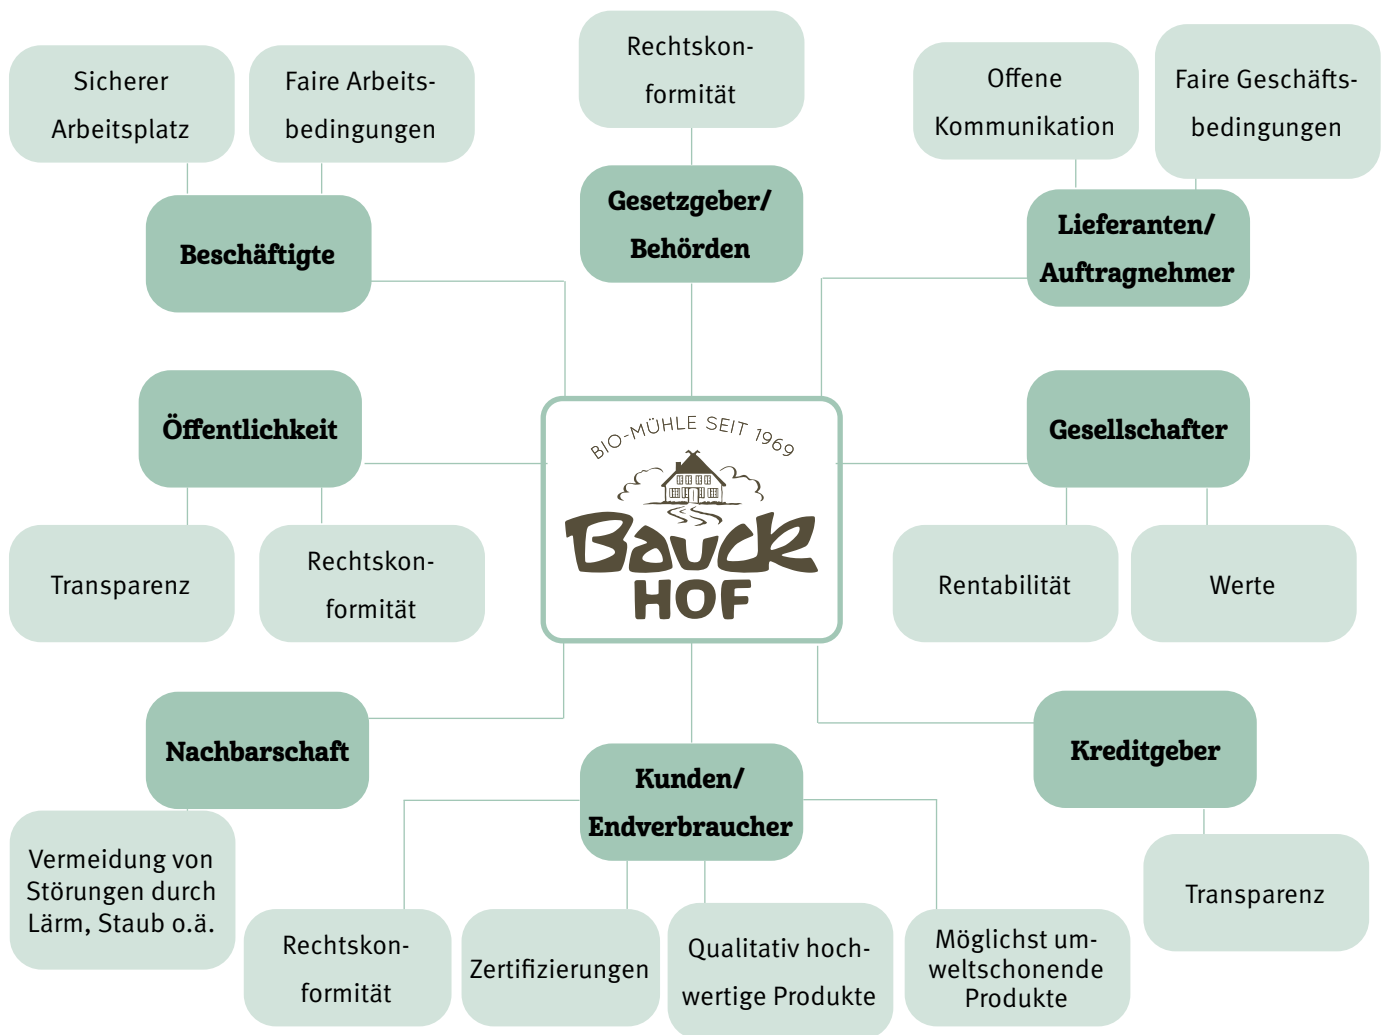 Sicherer
Arbeitsplatz
Faire Arbeits-
bedingungen
Rechtskon-
formität
Offene
Kommunikation
Faire Geschäfts-
bedingungen
Beschäftigte
Gesetzgeber/
Behörden
Lieferanten/
Auftragnehmer
Öffentlichkeit
Transparenz
Rechtskon-
formität
BIO-MÜHLE SEIT 1969
Bauck
HOF
Gesellschafter
Rentabilität
Werte
Nachbarschaft
Vermeidung von
Störungen durch
Lärm, Staub o.ä.
Kunden/
Endverbraucher
Rechtskon-
formität
Zertifizierungen
Qualitativ hoch-
wertige Produkte
Möglichst um-
weltschonende
Produkte
Kreditgeber
Transparenz